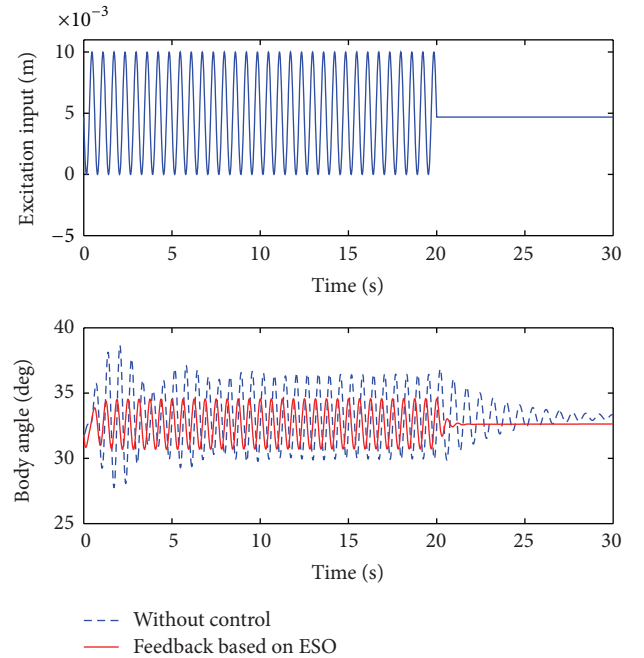 ×10⁻³
10
5
0
−5
Excitation input (m)
0 5 10 15 20 25 30
Time (s)
40
35
30
25
Body angle (deg)
0 5 10 15 20 25 30
Time (s)
Without control
Feedback based on ESO